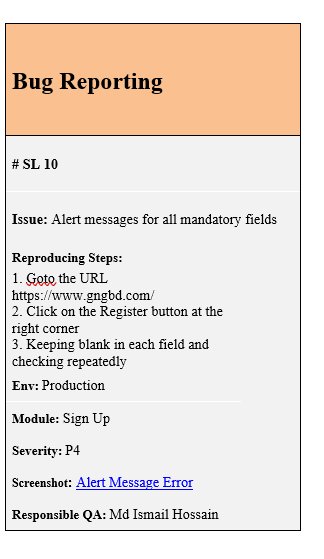 Bug Reporting
# SL 10
Issue: Alert messages for all mandatory fields
Reproducing Steps:
1. Goto the URL
https://www.gngbd.com/
2. Click on the Register button at the
right corner
3. Keeping blank in each field and
checking repeatedly
Env: Production
Module: Sign Up
Severity: P4
Screenshot: Alert Message Error
Responsible QA: Md Ismail Hossain